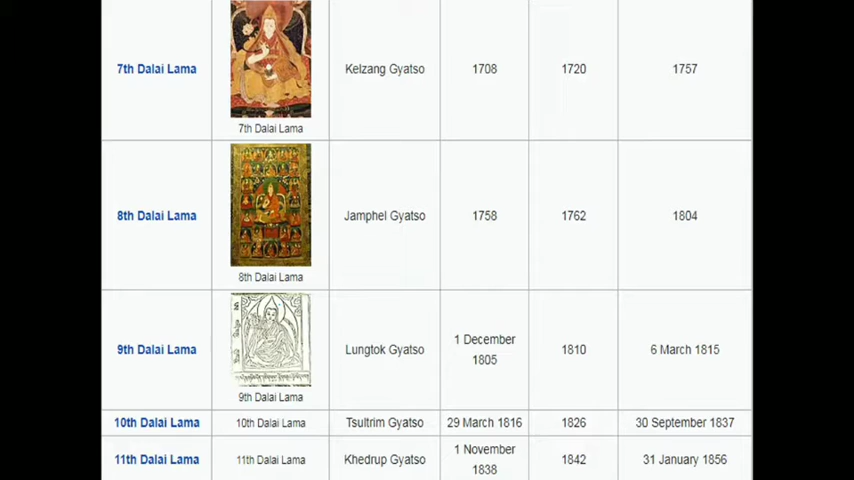 7th Dalai Lama
7th Dalai Lama
Kelzang Gyatso
1708
1720
1757
8th Dalai Lama
8th Dalai Lama
Jamphel Gyatso
1758
1762
1804
9th Dalai Lama
9th Dalai Lama
Lungtok Gyatso
1 December
1805
1810
6 March 1815
10th Dalai Lama
10th Dalai Lama
Tsultrim Gyatso
29 March 1816
1826
30 September 1837
11th Dalai Lama
11th Dalai Lama
Khedrup Gyatso
1 November
1838
1842
31 January 1856